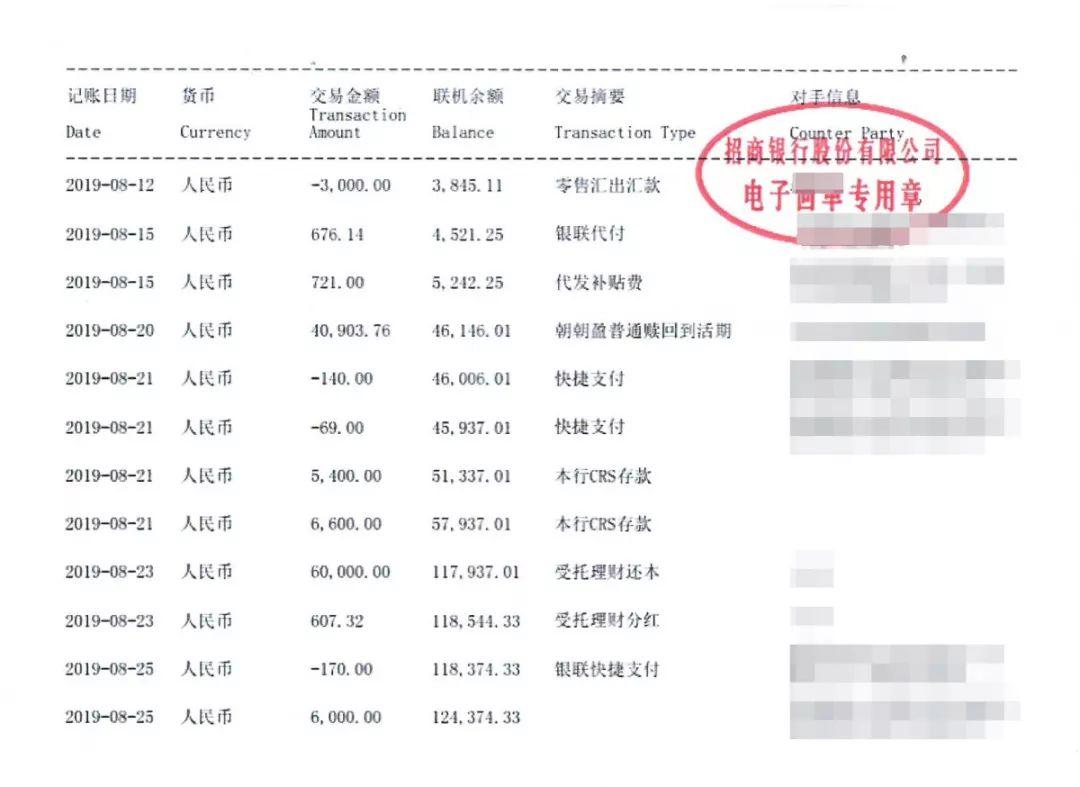 记账日期 货币 交易金额 联机余额 交易摘要 对手信息
Date Currency Transaction Amount Balance Transaction Type Counter Party
招商银行股份有限公司
电子回单专用章
2019-08-12 人民币 -3,000.00 3,845.11 零售汇出汇款
2019-08-15 人民币 676.14 4,521.25 银联代付
2019-08-15 人民币 721.00 5,242.25 代发补贴费
2019-08-20 人民币 40,903.76 46,146.01 朝朝盈普通赎回到活期
2019-08-21 人民币 -140.00 46,006.01 快捷支付
2019-08-21 人民币 -69.00 45,937.01 快捷支付
2019-08-21 人民币 5,400.00 51,337.01 本行CRS存款
2019-08-21 人民币 6,600.00 57,937.01 本行CRS存款
2019-08-23 人民币 60,000.00 117,937.01 受托理财还本
2019-08-23 人民币 607.32 118,544.33 受托理财分红
2019-08-25 人民币 -170.00 118,374.33 银联快捷支付
2019-08-25 人民币 6,000.00 124,374.33